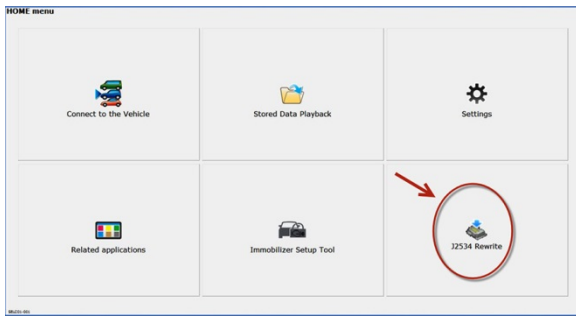 HOME menu
Connect to the Vehicle
Stored Data Playback
Settings
Related applications
Immobilizer Setup Tool
J2534 Rewrite